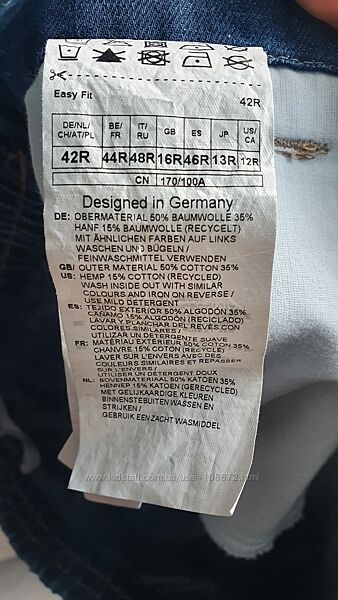 Easy Fit
42R
DE/NL/ BE/ IT/ GB ES JP US/
CH/AT/PL FR RU CA
42R 44R 48R 16R 46R 13R 12R
CN 170/100A
Designed in Germany
DE: OBERMATERIAL 50% BAUMWOLLE 35%
HANF 15% BAUMWOLLE (RECYCELT)
MIT ÄHNLICHEN FARBEN AUF LINKS
WASCHEN UND BÜGELN /
FEINWASCHMITTEL VERWENDEN
GB/ OUTER MATERIAL 50% COTTON 35%
US: HEMP 15% COTTON (RECYCLED)
WASH INSIDE OUT WITH SIMILAR
COLOURS AND IRON ON REVERSE /
USE MILD DETERGENT
ES: TEJIDO EXTERIOR 50% ALGODÓN 35%
CÁÑAMO 15% ALGODÓN (RECICLADO)
LAVAR Y PLANCHAR DEL REVÉS CON
COLORES SIMILARES /
UTILIZAR UN DETERGENTE SUAVE
FR: MATÉRIAU EXTÉRIEUR 50% COTON 35%
CHANVRE 15% COTON (RECYCLÉ)
LAVER SUR L'ENVERS AVEC DES
COULEURS SIMILAIRES ET REPASSER
SUR L'ENVERS /
UTILISER UN DÉTERGENT DOUX
NL: BOVENMATERIAAL 50% KATOEN 35%
HENNEP 15% KATOEN (GERECYCLED)
MET GELIJKAARDIGE KLEUREN
BINNENSTEBUITEN WASSEN EN
STRIJKEN /
GEBRUIK EEN ZACHT WASMIDDEL
www.kidstaff.com.ua/user-108672.html